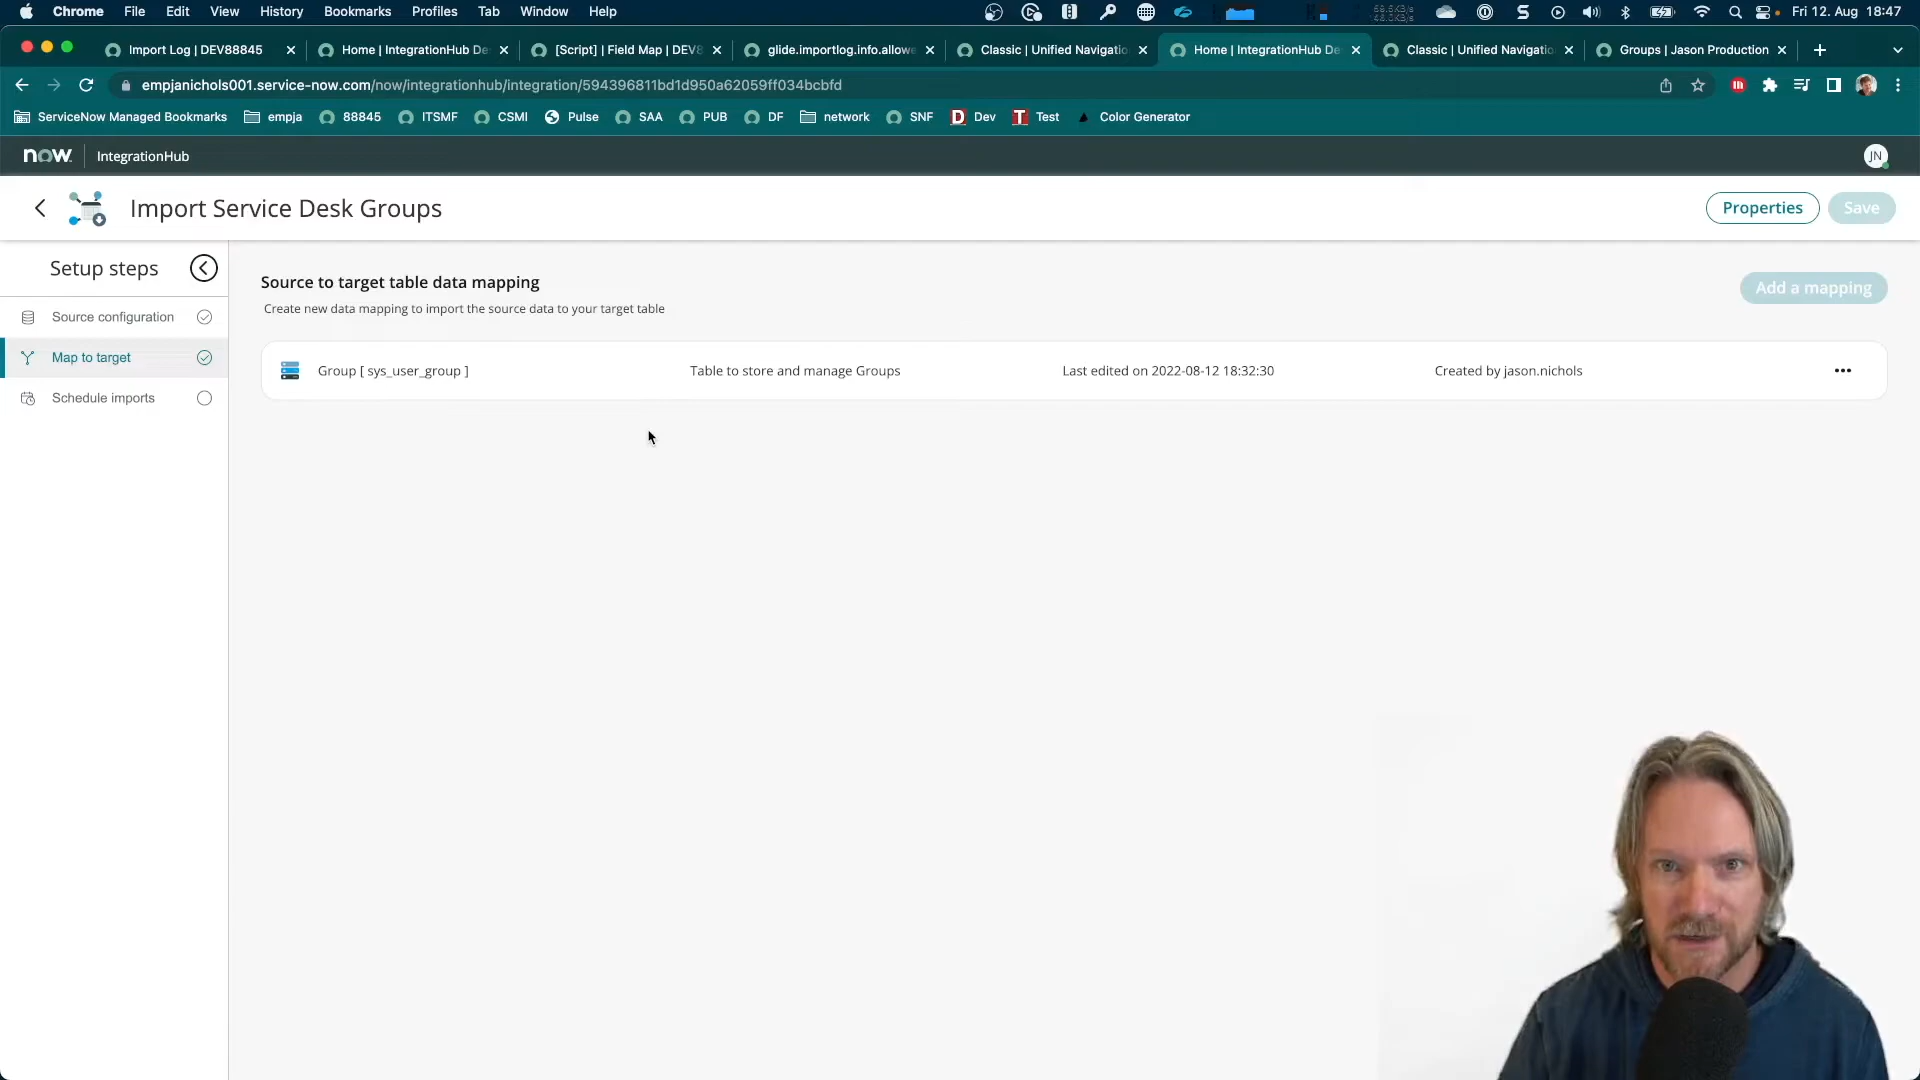 Chrome File Edit View History Bookmarks Profiles Tab Window Help Fri 12. Aug 18:47
Import Log | DEV88845 Home | IntegrationHub De [Script] | Field Map | DEV8 glide.importlog.info.allowe Classic | Unified Navigatio Home | IntegrationHub De Classic | Unified Navigatio Groups | Jason Production
empjanichols001.service-now.com/now/integrationhub/integration/594396811bd1d950a62059ff034bcbfd
ServiceNow Managed Bookmarks empja 88845 ITSMF CSMI Pulse SAA PUB DF network SNF D Dev T Test Color Generator
now IntegrationHub JN
Import Service Desk Groups Properties Save
Setup steps
Source configuration
Map to target
Schedule imports
Source to target table data mapping Add a mapping
Create new data mapping to import the source data to your target table
Group [ sys_user_group ] Table to store and manage Groups Last edited on 2022-08-12 18:32:30 Created by jason.nichols